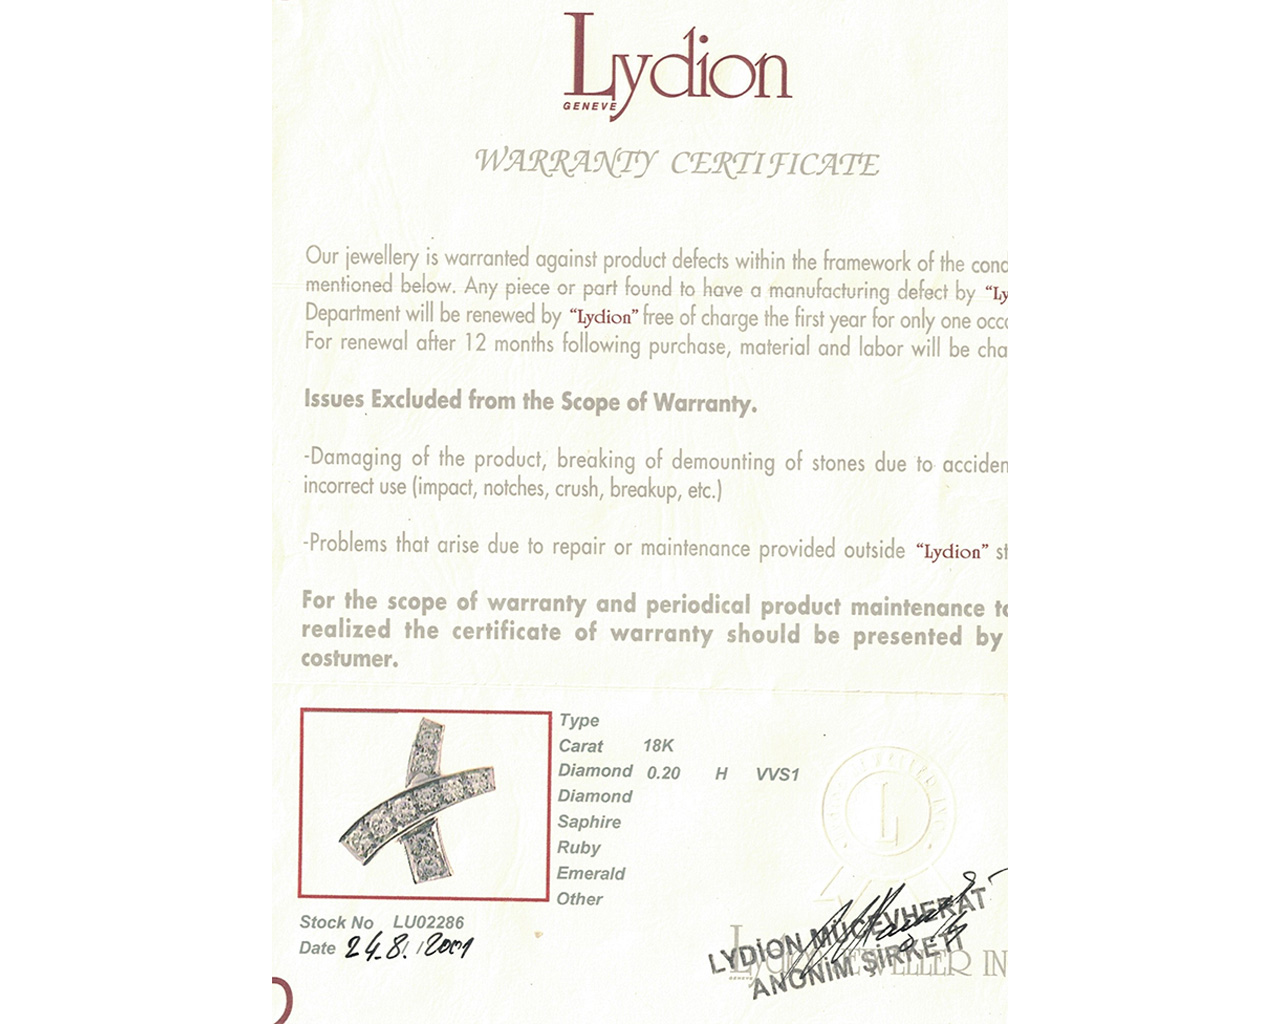 Lydion
GENEVE
WARRANTY CERTIFICATE
Our jewellery is warranted against product defects within the framework of the conc
mentioned below. Any piece or part found to have a manufacturing defect by “Ly
Department will be renewed by “Lydion” free of charge the first year for only one occ
For renewal after 12 months following purchase, material and labor will be cha
Issues Excluded from the Scope of Warranty.
-Damaging of the product, breaking of demounting of stones due to acciden
incorrect use (impact, notches, crush, breakup, etc.)
-Problems that arise due to repair or maintenance provided outside “Lydion” st
For the scope of warranty and periodical product maintenance to
realized the certificate of warranty should be presented by
costumer.
Type
Carat 18K
Diamond 0.20 H VVS1
Diamond
Saphire
Ruby
Emerald
Other
Stock No LU02286
Date 24.8./2001
L
LYDİON MÜCEVHERAT
ANONİM ŞİRKETİ
JEWELLER IN
GENEVE